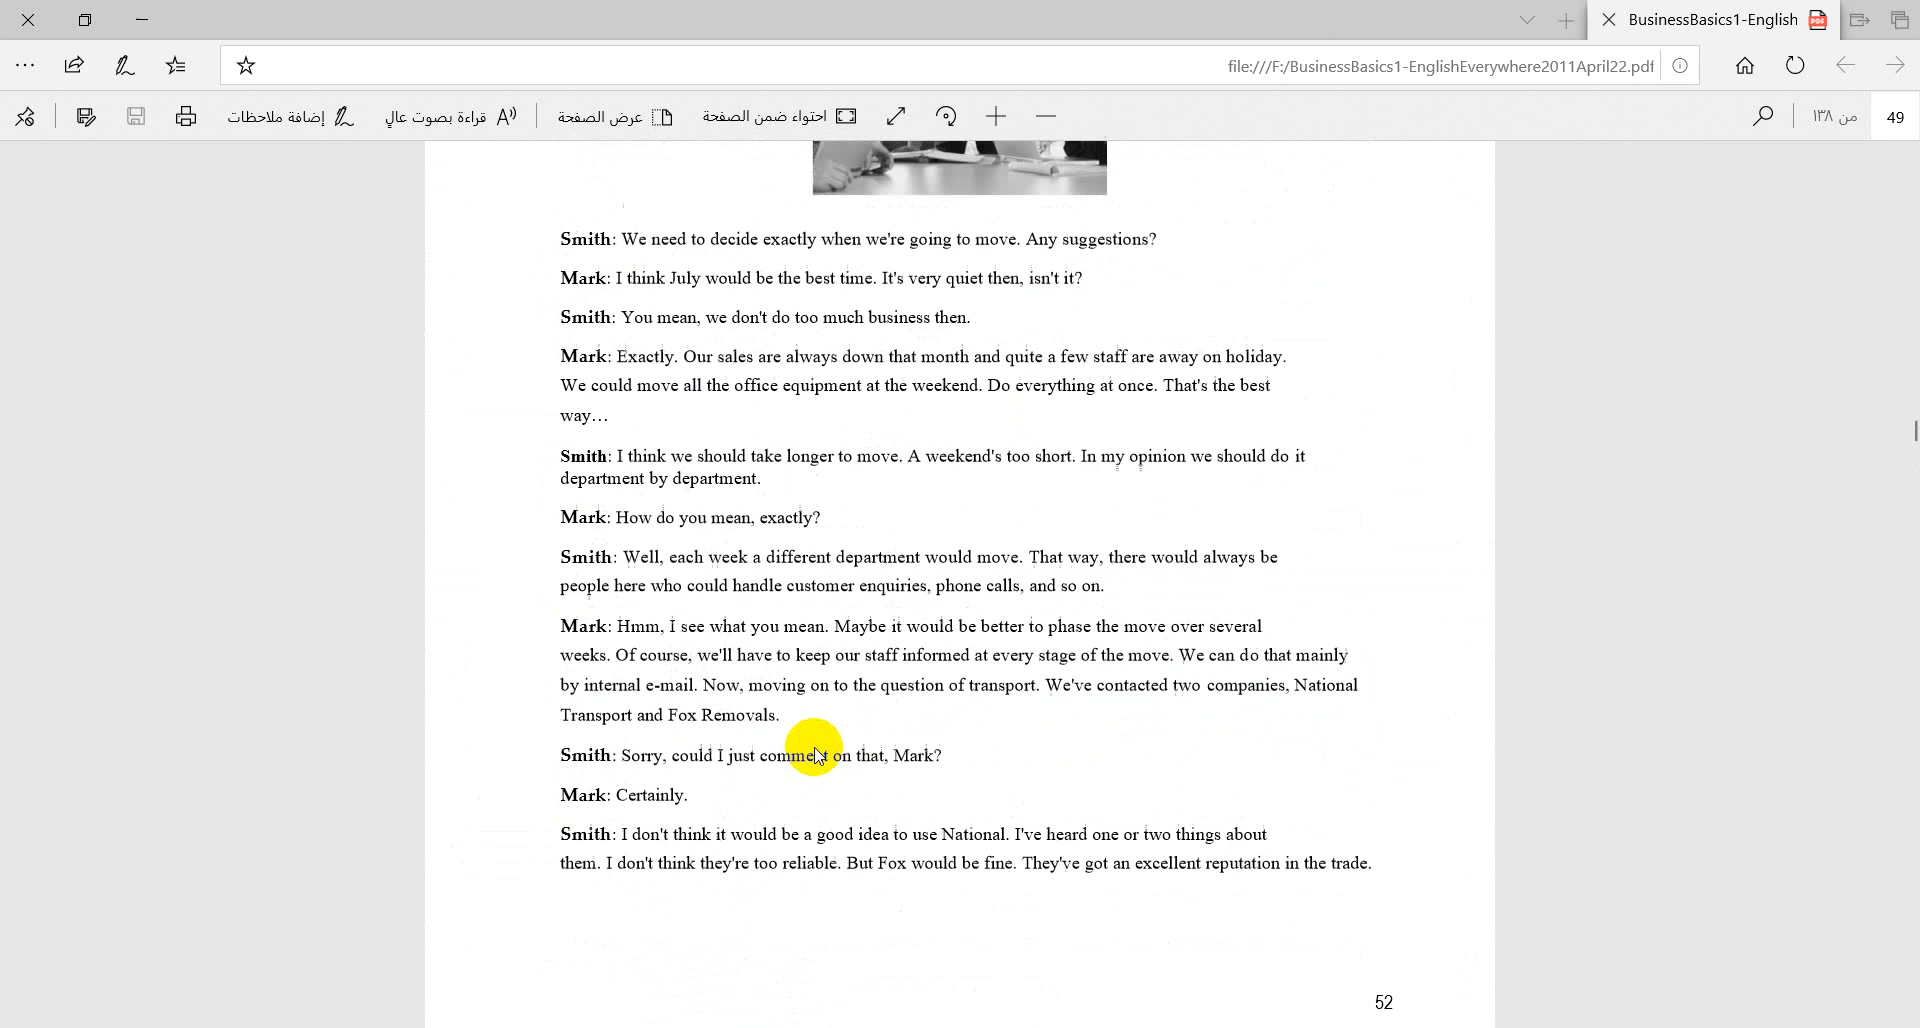 BusinessBasics1-English
file:///F:/BusinessBasics1-EnglishEverywhere2011April22.pdf
إضافة ملاحظات
قراءة بصوت عالٍ
عرض الصفحة
احتواء ضمن الصفحة
من ١٣٨
49
Smith: We need to decide exactly when we're going to move. Any suggestions?
Mark: I think July would be the best time. It's very quiet then, isn't it?
Smith: You mean, we don't do too much business then.
Mark: Exactly. Our sales are always down that month and quite a few staff are away on holiday.
We could move all the office equipment at the weekend. Do everything at once. That's the best
way…
Smith: I think we should take longer to move. A weekend's too short. In my opinion we should do it
department by department.
Mark: How do you mean, exactly?
Smith: Well, each week a different department would move. That way, there would always be
people here who could handle customer enquiries, phone calls, and so on.
Mark: Hmm, I see what you mean. Maybe it would be better to phase the move over several
weeks. Of course, we'll have to keep our staff informed at every stage of the move. We can do that mainly
by internal e-mail. Now, moving on to the question of transport. We've contacted two companies, National
Transport and Fox Removals.
Smith: Sorry, could I just comment on that, Mark?
Mark: Certainly.
Smith: I don't think it would be a good idea to use National. I've heard one or two things about
them. I don't think they're too reliable. But Fox would be fine. They've got an excellent reputation in the trade.
52